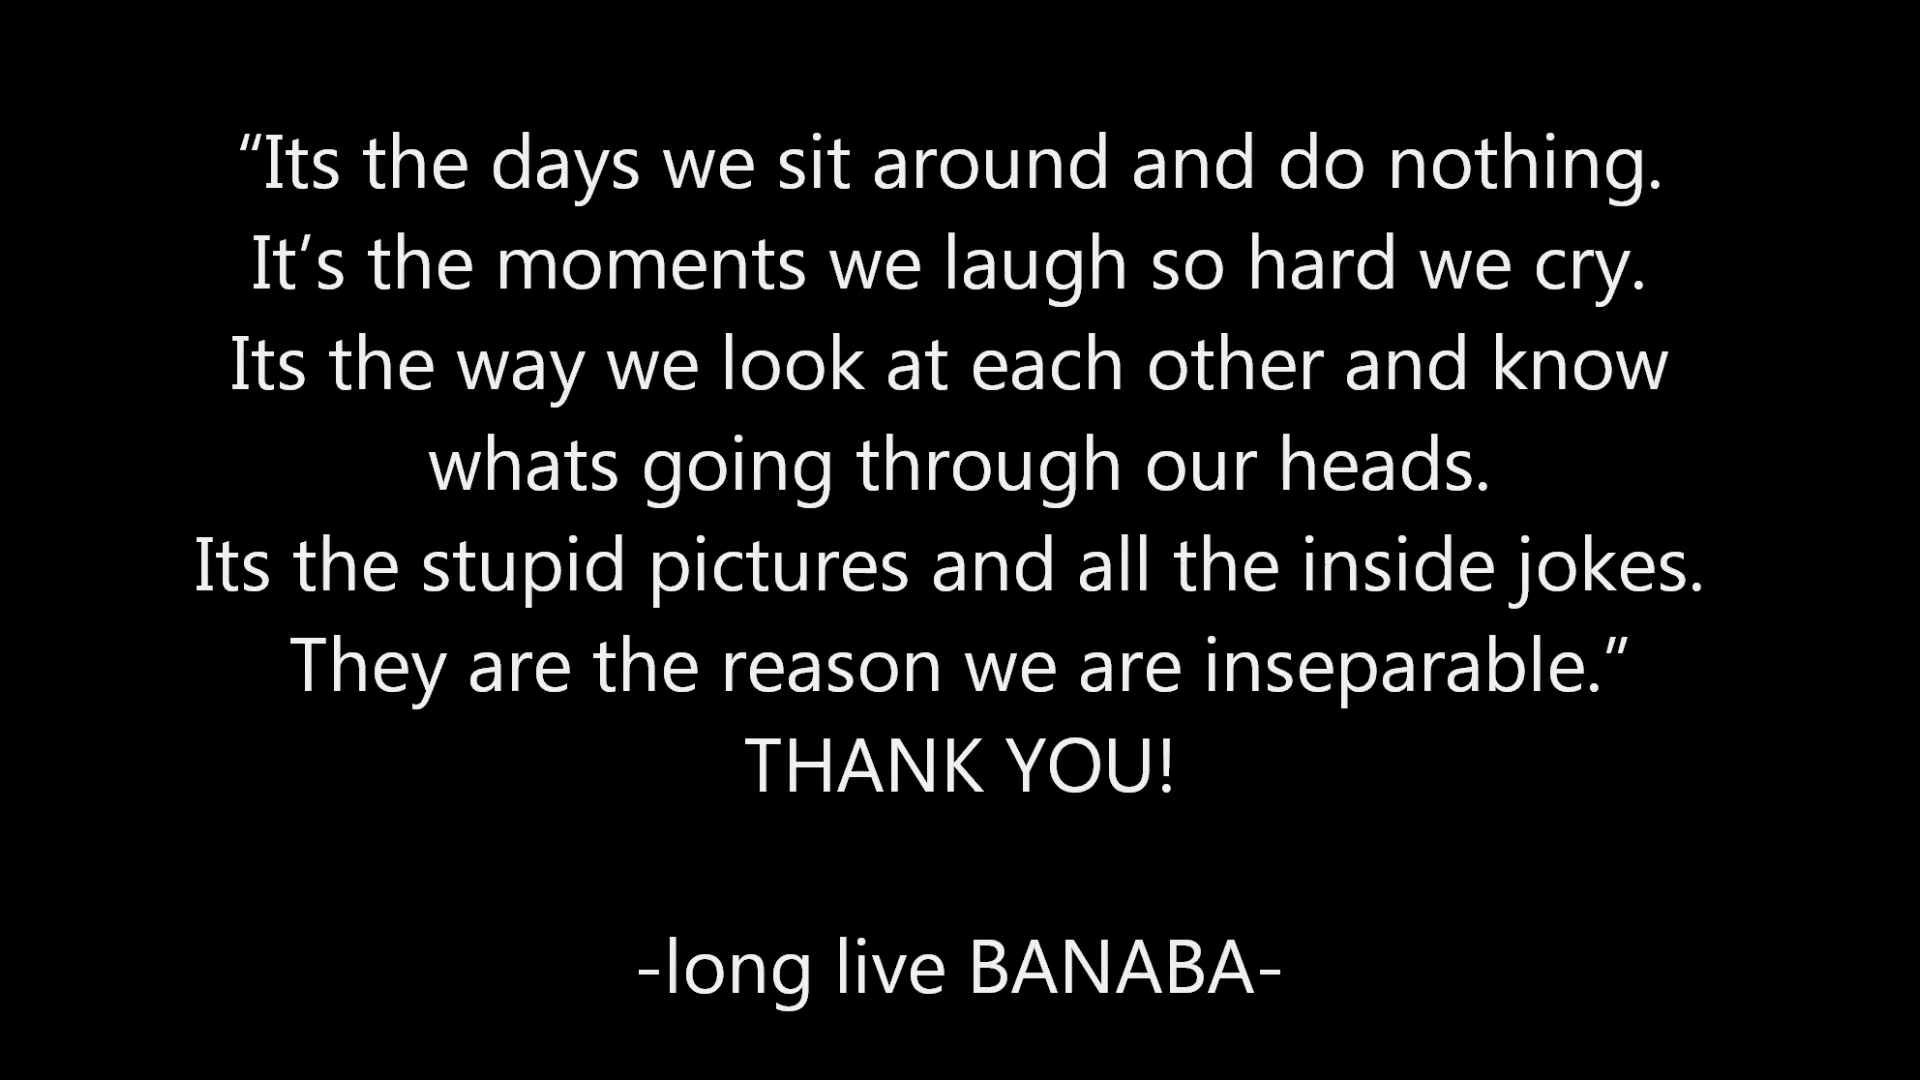 “Its the days we sit around and do nothing.
It’s the moments we laugh so hard we cry.
Its the way we look at each other and know
whats going through our heads.
Its the stupid pictures and all the inside jokes.
They are the reason we are inseparable.”
THANK YOU!
-long live BANABA-